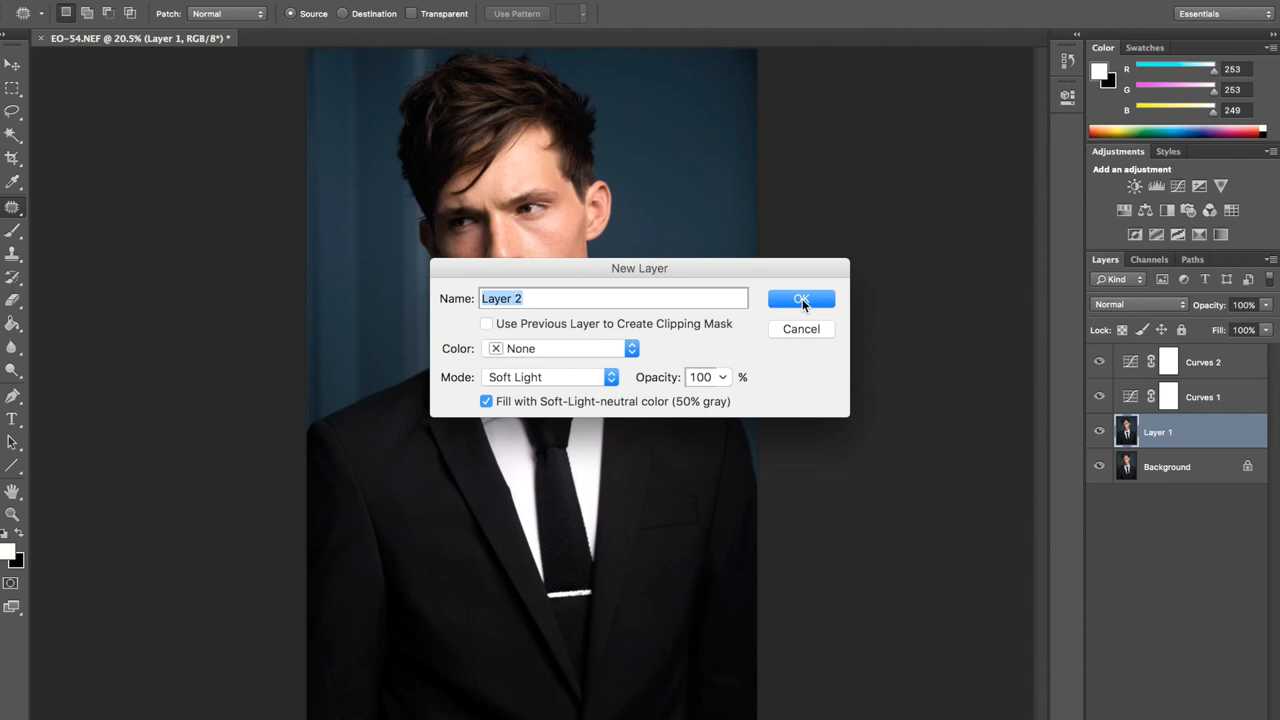 Patch: Normal Source Destination Transparent Use Pattern Essentials
× EO-54.NEF @ 20.5% (Layer 1, RGB/8*) *
Color Swatches
R 253
G 253
B 249
Adjustments Styles
Add an adjustment
New Layer
Name: Layer 2 OK
Use Previous Layer to Create Clipping Mask Cancel
Color: None
Mode: Soft Light Opacity: 100 %
Fill with Soft-Light-neutral color (50% gray)
Layers Channels Paths
Kind
Normal Opacity: 100%
Lock: Fill: 100%
Curves 2
Curves 1
Layer 1
Background